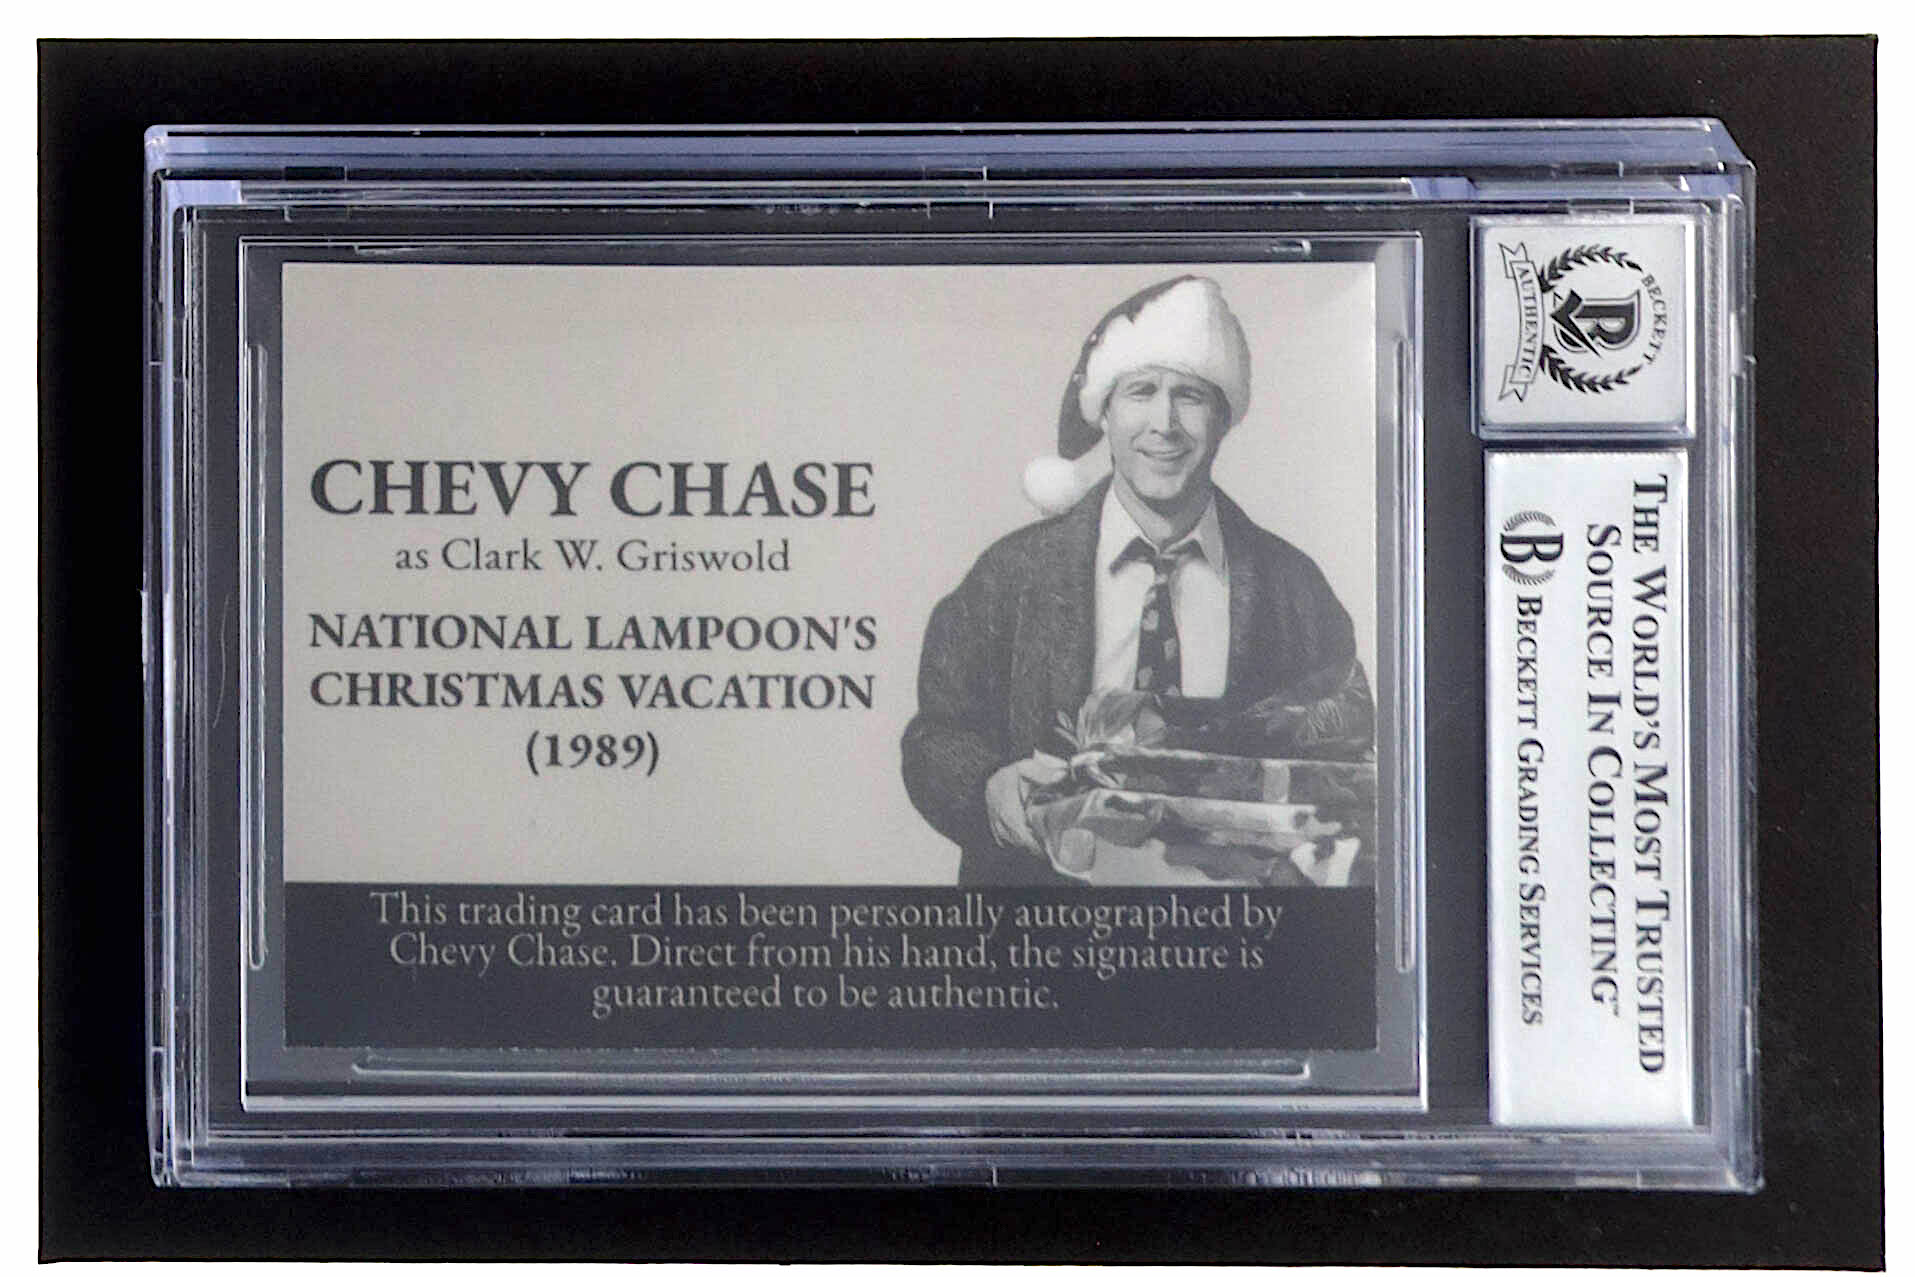 CHEVY CHASE
as Clark W. Griswold
NATIONAL LAMPOON'S
CHRISTMAS VACATION
(1989)
This trading card has been personally autographed by
Chevy Chase. Direct from his hand, the signature is
guaranteed to be authentic.
BECKETT
AUTHENTIC
THE WORLD'S MOST TRUSTED
SOURCE IN COLLECTING™
B BECKETT GRADING SERVICES